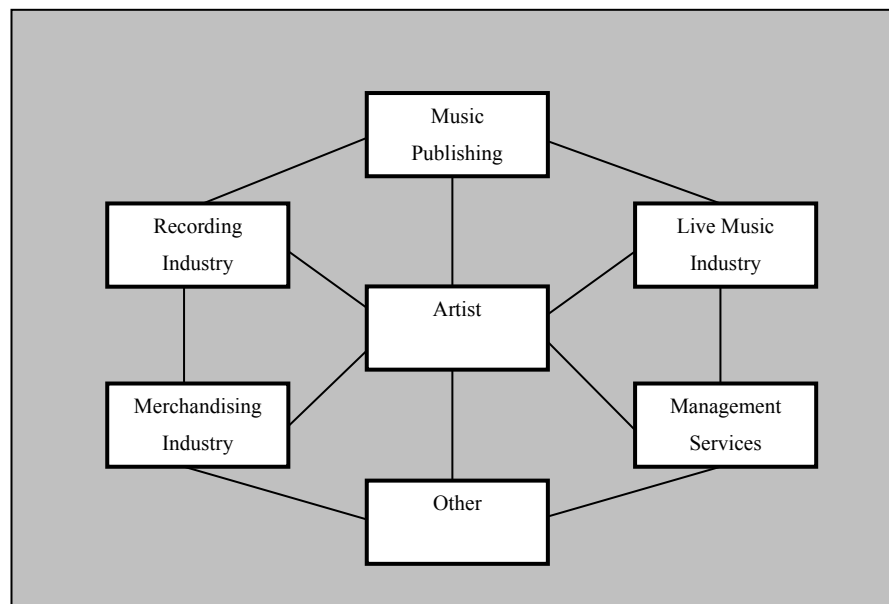 Music
Publishing
Recording
Industry
Live Music
Industry
Artist
Merchandising
Industry
Management
Services
Other